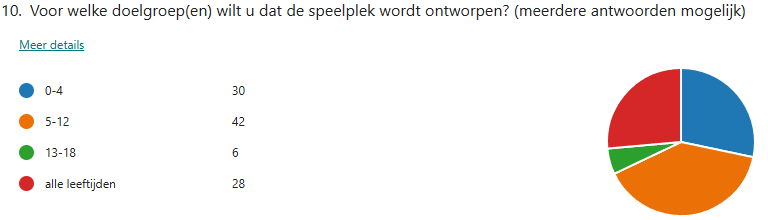 10. Voor welke doelgroep(en) wilt u dat de speelplek wordt ontworpen? (meerdere antwoorden mogelijk)
Meer details
0-4 30
5-12 42
13-18 6
alle leeftijden 28